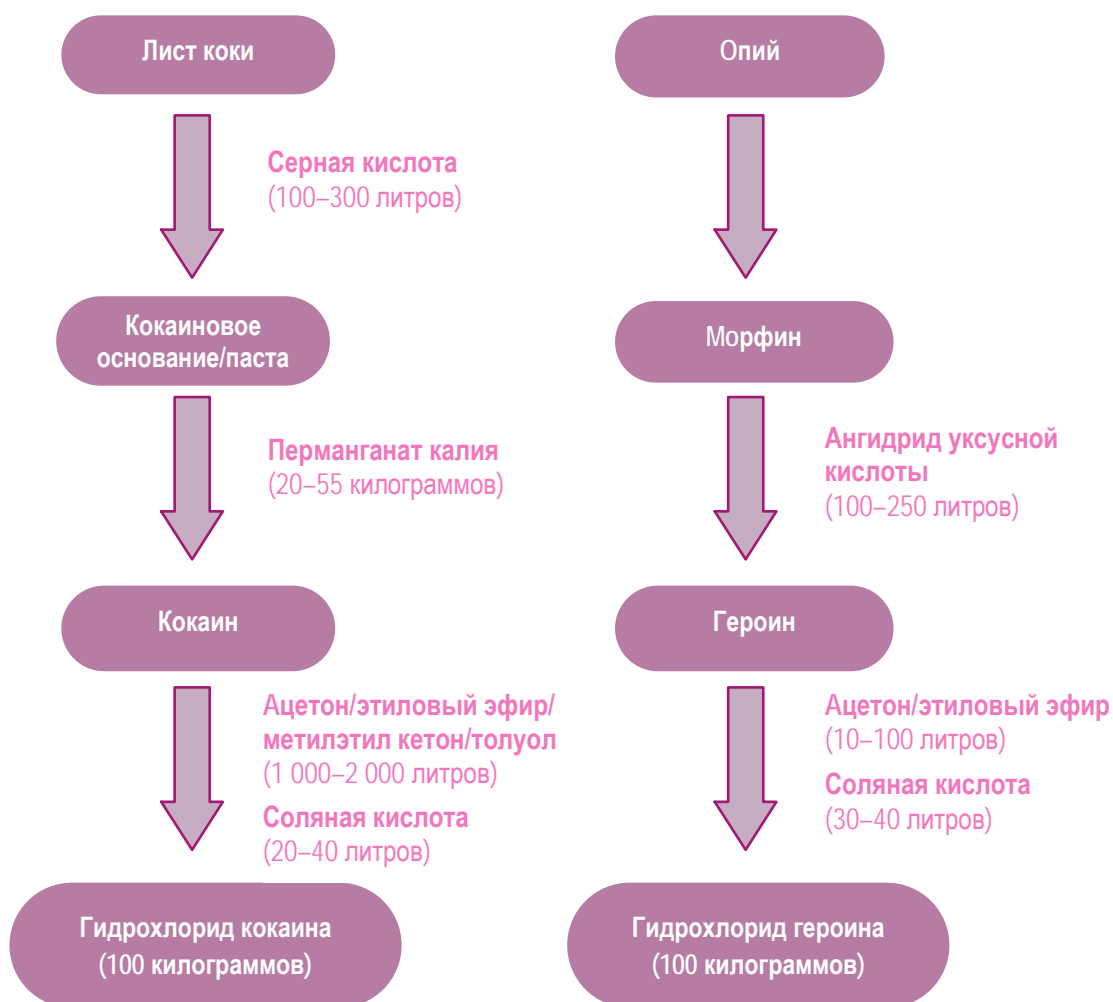 Лист коки
Серная кислота
(100–300 литров)
Кокаиновое
основание/паста
Перманганат калия
(20–55 килограммов)
Кокаин
Ацетон/этиловый эфир/
метилэтил кетон/толуол
(1 000–2 000 литров)
Соляная кислота
(20–40 литров)
Гидрохлорид кокаина
(100 килограммов)
Опий
Морфин
Ангидрид уксусной
кислоты
(100–250 литров)
Героин
Ацетон/этиловый эфир
(10–100 литров)
Соляная кислота
(30–40 литров)
Гидрохлорид героина
(100 килограммов)